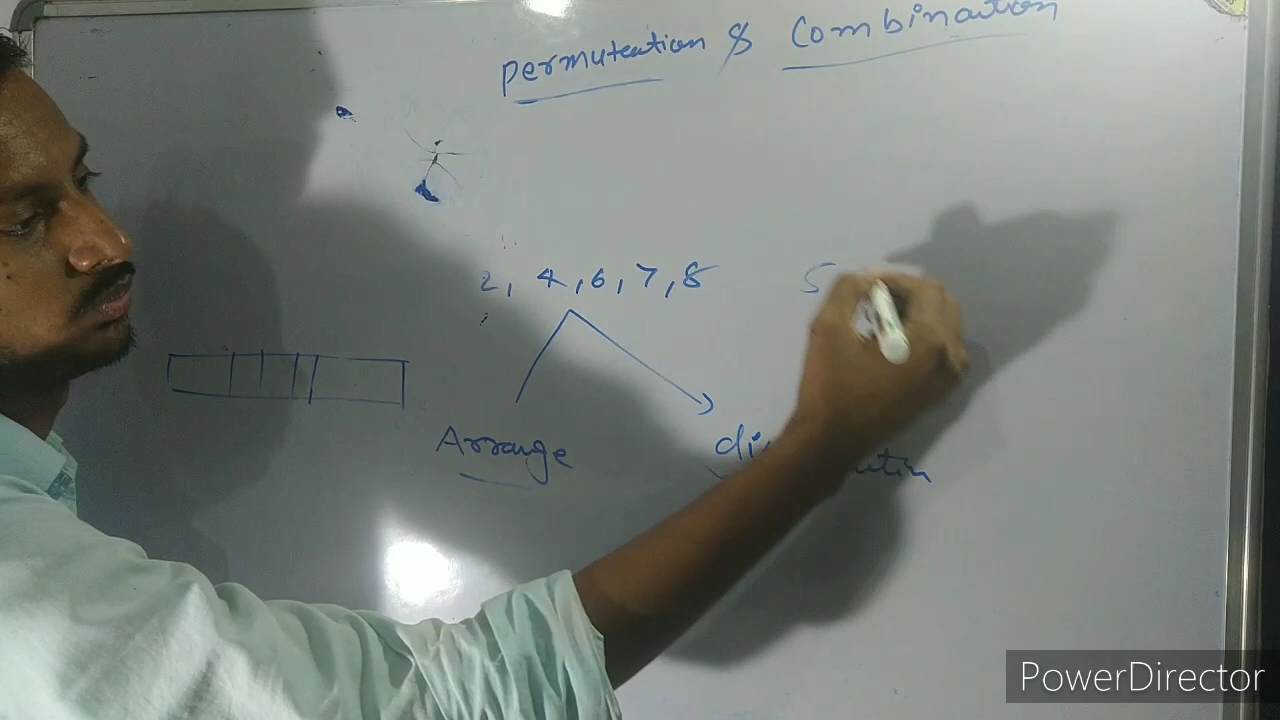 Permutation & Combination
2, 4, 6, 7, 8 5
Arrange
PowerDirector